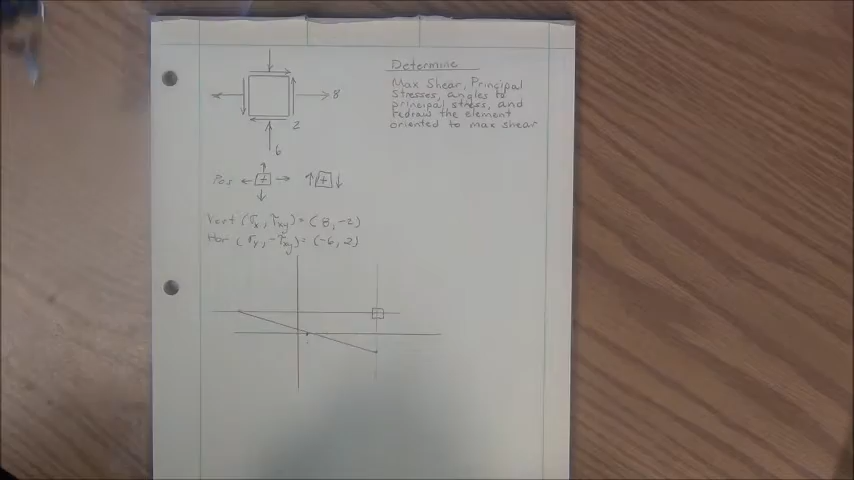 Determine
Max Shear, Principal
Stresses, angles to
principal stress, and
redraw the element
oriented to max shear
8
2
6
Pos + +
Vert (σx, τxy) = (8, -2)
Hor (σy, -τxy) = (-6, 2)